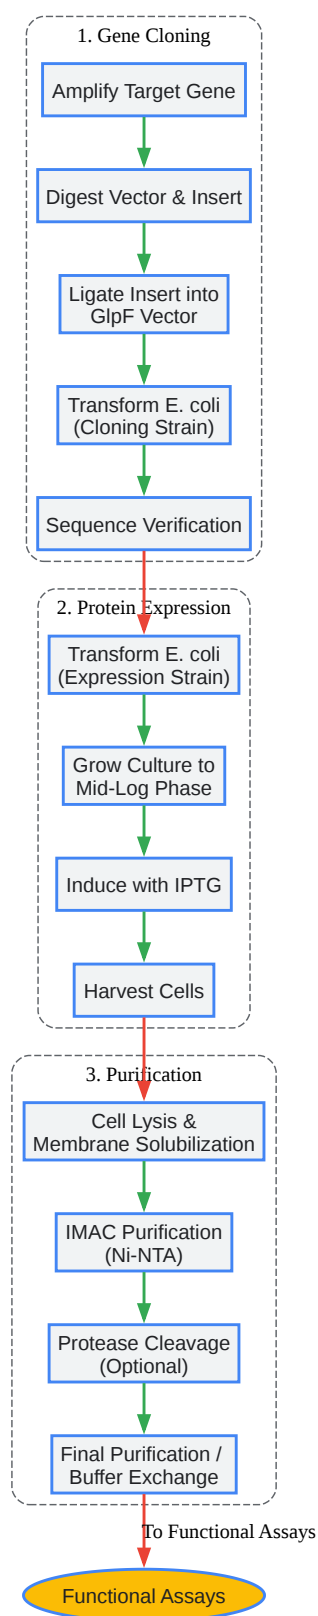 1. Gene Cloning
Amplify Target Gene
Digest Vector & Insert
Ligate Insert into
GlpF Vector
Transform E. coli
(Cloning Strain)
Sequence Verification
2. Protein Expression
Transform E. coli
(Expression Strain)
Grow Culture to
Mid-Log Phase
Induce with IPTG
Harvest Cells
3. Purification
Cell Lysis &
Membrane Solubilization
IMAC Purification
(Ni-NTA)
Protease Cleavage
(Optional)
Final Purification /
Buffer Exchange
To Functional Assays
Functional Assays